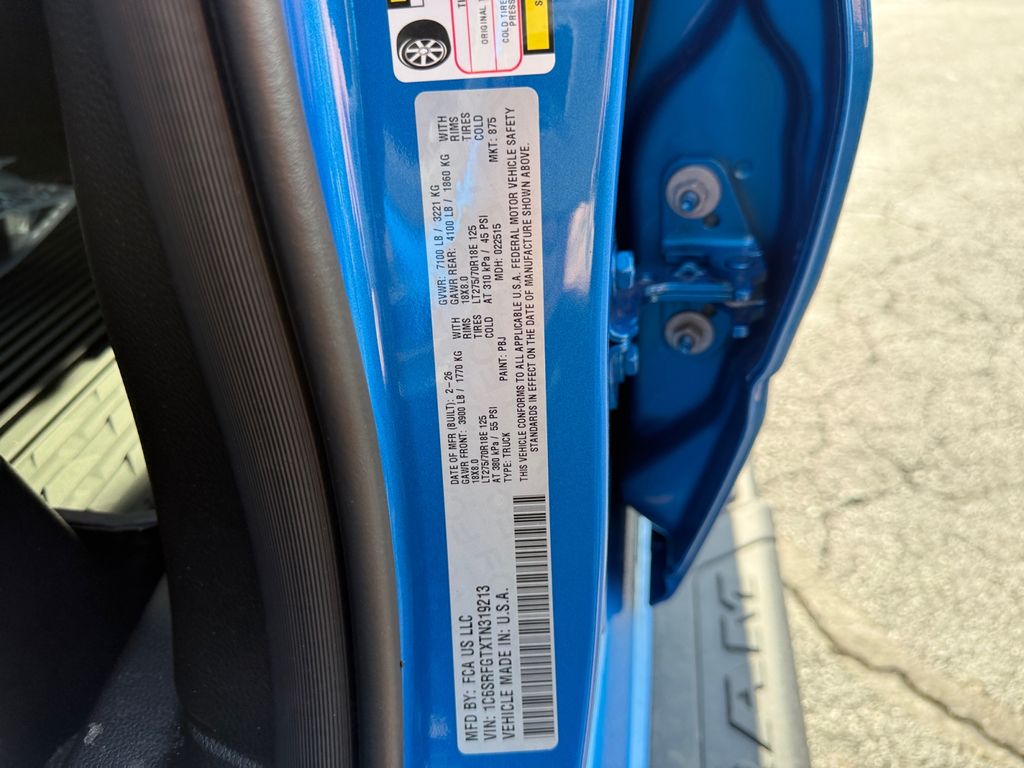 MFD BY: FCA US LLC
VIN: 1C6SRFGTXTN319213
VEHICLE MADE IN: U.S.A.
DATE OF MFR (BUILT): 2-26 GVWR: 7100 LB / 3221 KG
GAWR FRONT: 3900 LB / 1770 KG WITH GAWR REAR: 4100 LB / 1860 KG WITH
18X8.0 RIMS 18X8.0 RIMS
LT275/70R18E 125 TIRES LT275/70R18E 125 TIRES
AT 380 kPa / 55 PSI COLD AT 310 kPa / 45 PSI COLD
TYPE: TRUCK PAINT: PBJ MDH: 022515 MKT: 875
THIS VEHICLE CONFORMS TO ALL APPLICABLE U.S.A. FEDERAL MOTOR VEHICLE SAFETY
STANDARDS IN EFFECT ON THE DATE OF MANUFACTURE SHOWN ABOVE.
ORIGINAL
COLD TIRE
PRESS